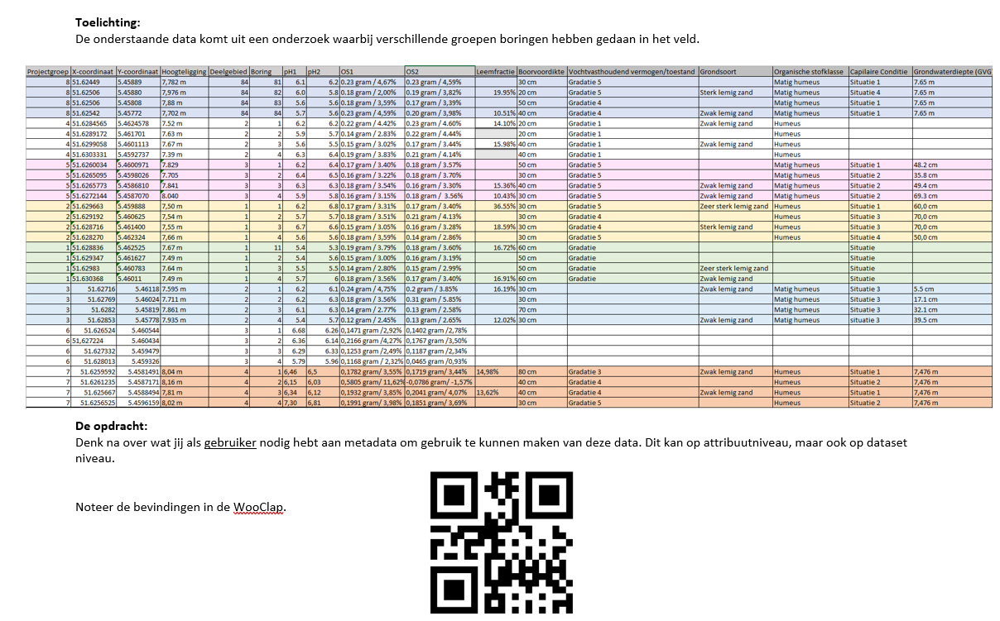 Toelichting:
De onderstaande data komt uit een onderzoek waarbij verschillende groepen boringen hebben gedaan in het veld.
Projectgroep X-coordinaat Y-coordinaat Hoogteligging Deelgebied Boring pH1 pH2 OS1 OS2 Leemfractie Boorvoordikte Vochtvasthoudend vermogen/toestand Grondsoort Organische stofklasse Capilaire Conditie Grondwaterdiepte (GVG
8 51.62449 5.45889 7,782 m 84 81 6.1 6.2 0.23 gram / 4,67% 0.23 gram / 4,59% 30 cm Gradatie 5 Matig humeus Situatie 1 7.65 m
8 51.62506 5.45880 7,976 m 84 82 6.0 5.8 0.18 gram / 2,00% 0.19 gram / 3,82% 19.95% 20 cm Gradatie 5 Sterk lemig zand Matig humeus Situatie 4 7.65 m
8 51.62506 5.45808 7,88 m 84 83 5.6 5.6 0.18 gram / 3,59% 0.17 gram / 3,39% 50 cm Gradatie 4 Matig humeus Situatie 1 7.65 m
8 51.62542 5.45772 7,702 m 84 84 5.7 5.6 0.23 gram / 4,59% 0.20 gram / 3,98% 10.51% 40 cm Gradatie 4 Zwak lemig zand Matig humeus Situatie 1 7.65 m
4 51.6284565 5.4624578 7.52 m 2 1 6.2 6.2 0.22 gram / 4.42% 0.23 gram / 4.60% 14.10% 20 cm Gradatie 1 Zwak lemig zand Humeus
4 51.6289172 5.461701 7.63 m 2 2 5.9 5.7 0.14 gram / 2.83% 0.22 gram / 4.44% 20 cm Gradatie 1 Humeus
4 51.6299058 5.4601113 7.67 m 2 3 5.6 5.5 0.15 gram / 3.02% 0.17 gram / 3.44% 15.98% 40 cm Gradatie 1 Zwak lemig zand Humeus
4 51.6303331 5.4592737 7.39 m 2 4 6.3 6.4 0.19 gram / 3.83% 0.21 gram / 4.14% 40 cm Gradatie 1 Humeus
5 51.6260034 5.4600971 7.829 3 1 6.2 6.4 0.17 gram / 3.40% 0.18 gram / 3.57% 50 cm Gradatie 5 Matig humeus Situatie 1 48.2 cm
5 51.6265095 5.4598026 7.705 3 2 6.4 6.5 0.16 gram / 3.22% 0.18 gram / 3.70% 30 cm Gradatie 5 Matig humeus Situatie 2 35.8 cm
5 51.6265773 5.4586810 7.841 3 3 6.3 6.3 0.18 gram / 3.54% 0.16 gram / 3.30% 15.36% 40 cm Gradatie 4 Zwak lemig zand Matig humeus Situatie 2 49.4 cm
5 51.6272144 5.4587070 8.040 3 4 5.9 5.8 0.16 gram / 3.15% 0.18 gram / 3.56% 10.43% 30 cm Gradatie 5 Zwak lemig zand Matig humeus Situatie 2 69.3 cm
2 51.629663 5.459888 7,50 m 1 1 6.2 6.8 0.17 gram / 3.31% 0.17 gram / 3.40% 36.55% 30 cm Gradatie 5 Zeer sterk lemig zand Humeus Situatie 2 60,0 cm
2 51.629192 5.460625 7,54 m 1 2 5.7 5.7 0.18 gram / 3.51% 0.21 gram / 4.13% 30 cm Gradatie 4 Humeus Situatie 3 70,0 cm
2 51.628716 5.461400 7,55 m 1 3 6.7 6.6 0.15 gram / 3.05% 0.16 gram / 3.28% 18.59% 30 cm Gradatie 4 Sterk lemig zand Humeus Situatie 3 70,0 cm
2 51.628270 5.462324 7,66 m 1 4 5.6 5.6 0.18 gram / 3.59% 0.14 gram / 2.86% 30 cm Gradatie 5 Humeus Situatie 4 50,0 cm
1 51.628836 5.462525 7.67 m 1 11 5.4 5.3 0.19 gram / 3.79% 0.18 gram / 3.60% 16.72% 60 cm Gradatie Situatie
1 51.629347 5.461627 7.49 m 1 2 5.4 5.6 0.15 gram / 3.00% 0.16 gram / 3.19% 50 cm Gradatie Situatie
1 51.62983 5.460783 7.64 m 1 3 5.5 5.5 0.14 gram / 2.80% 0.15 gram / 2.99% 50 cm Gradatie Zeer sterk lemig zand Situatie
1 51.630368 5.46011 7.49 m 1 4 5.7 6 0.18 gram / 3.56% 0.17 gram / 3.40% 16.91% 60 cm Gradatie Zwak lemig zand Situatie
3 51.62716 5.46118 7.595 m 2 1 6.2 6.1 0.24 gram / 4,75% 0.2 gram / 3.85% 16.19% 30 cm Zwak lemig zand Matig humeus Situatie 3 5.5 cm
3 51.62769 5.46024 7.711 m 2 2 6.2 6.3 0.18 gram / 3.56% 0.31 gram / 5.85% 30 cm Matig humeus Situatie 3 17.1 cm
3 51.6282 5.45819 7.861 m 2 3 6.1 6.3 0.14 gram / 2.77% 0.13 gram / 2.58% 70 cm Matig humeus Situatie 3 32.1 cm
3 51.62853 5.45778 7.935 m 2 4 5.4 5.7 0.12 gram / 2.45% 0.13 gram / 2.65% 12.02% 30 cm Zwak lemig zand Matig humeus situatie 3 39.5 cm
6 51.626524 5.460544 3 1 6.68 6.26 0,1471 gram /2,92% 0,1402 gram /2,78%
6 51,627224 5.460434 3 2 6.36 6.14 0,2166 gram /4,27% 0,1767 gram /3,50%
6 51.627332 5.459479 3 3 6.44 6.33 0,1253 gram /2,49% 0,1187 gram /2,34%
6 51.628013 5.459326 3 4 5.79 5.96 0,1168 gram / 2,32% 0,0465 gram /0,93%
7 51.6259592 5.4581491 8,04 m 4 1 6,46 6,5 0,1782 gram/ 3,55% 0,1719 gram/ 3,44% 14,98% 80 cm Gradatie 3 Zwak lemig zand Humeus Situatie 1 7,476 m
7 51.6261235 5.4587171 8,16 m 4 2 6,15 6,03 0,5805 gram/ 11,62% -0,0786 gram/ -1,57% 40 cm Gradatie 4 Humeus Situatie 2 7,476 m
7 51.625667 5.4588494 7,81 m 4 3 6,34 6,12 0,1932 gram/ 3,85% 0,2041 gram/ 4,07% 13,62% 40 cm Gradatie 4 Zwak lemig zand Humeus Situatie 1 7,476 m
7 51.6256525 5.4596159 8,02 m 4 4 7,30 6,81 0,1991 gram/ 3,98% 0,1851 gram/ 3,69% 30 cm Gradatie 5 Humeus Situatie 2 7,476 m
De opdracht:
Denk na over wat jij als gebruiker nodig hebt aan metadata om gebruik te kunnen maken van deze data. Dit kan op attribuutniveau, maar ook op dataset
niveau.
Noteer de bevindingen in de WooClap.